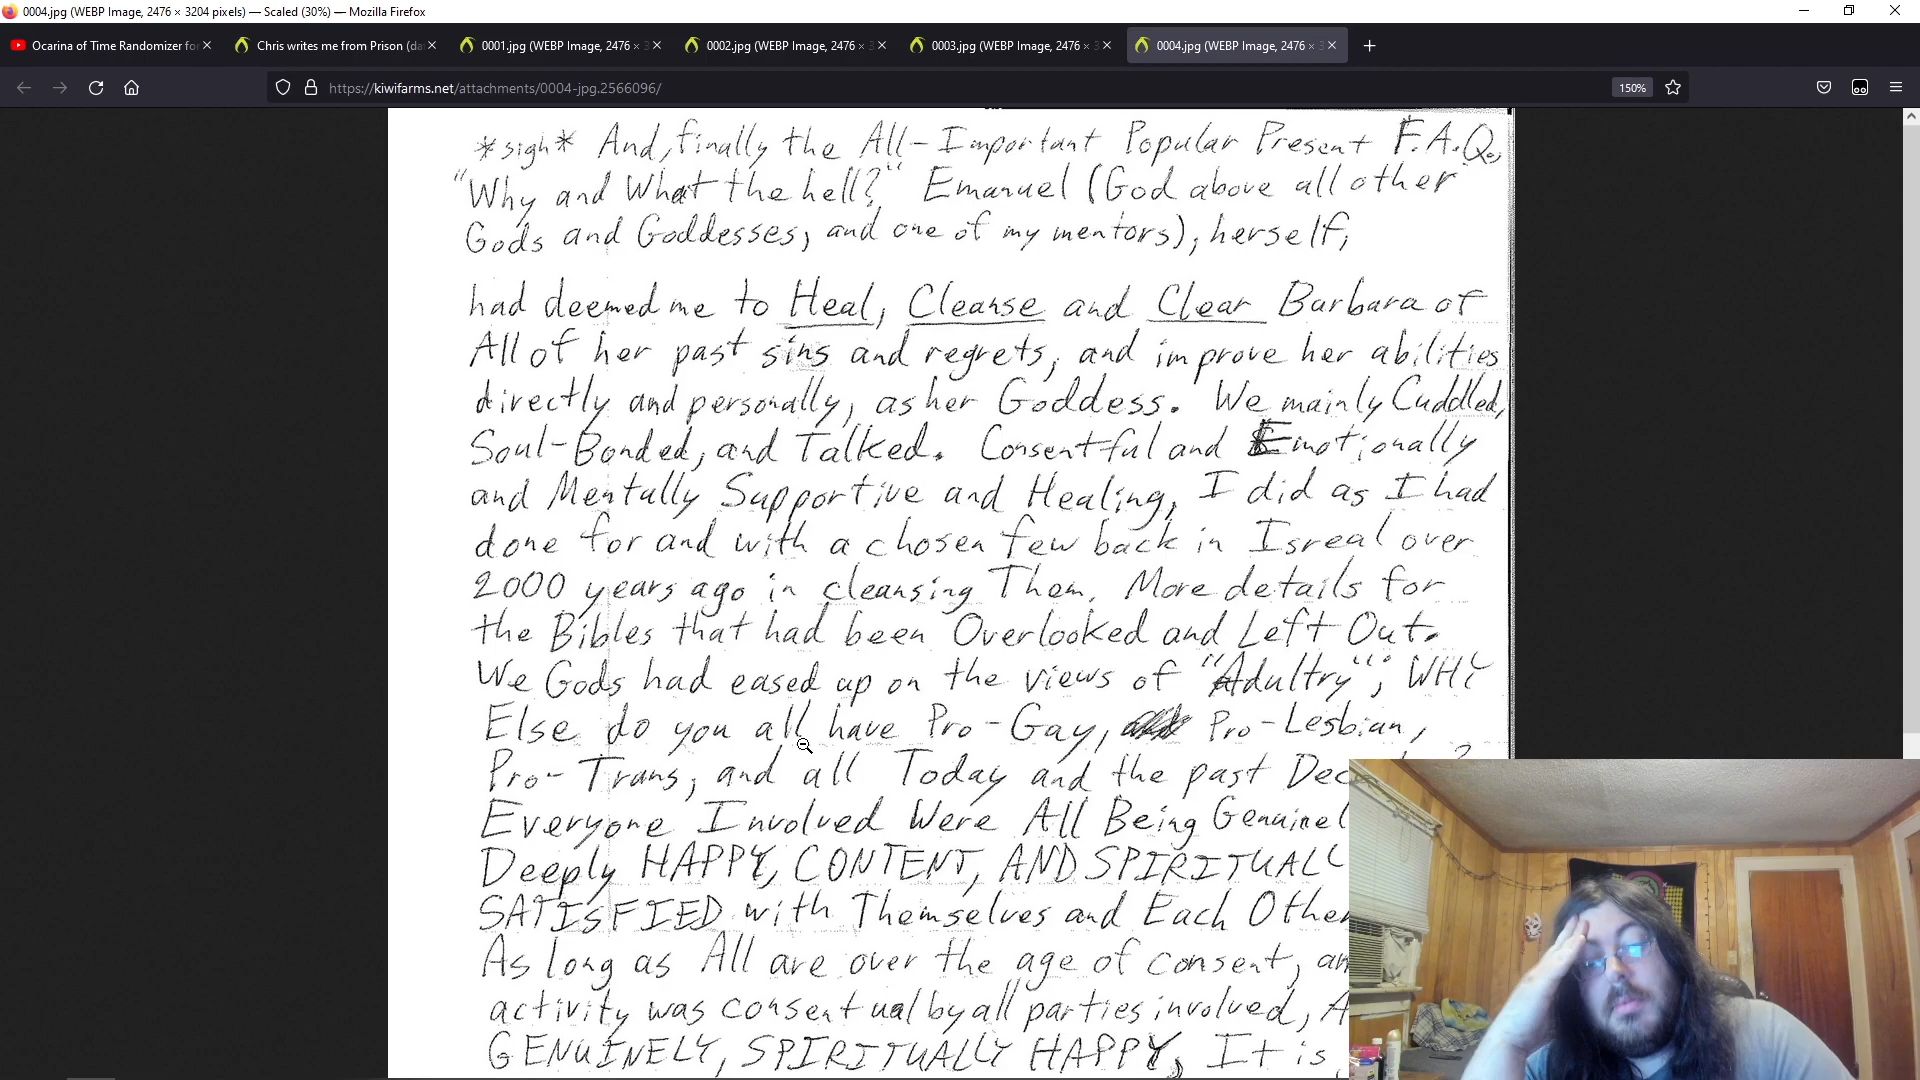 0004.jpg (WEBP Image, 2476 × 3204 pixels) — Scaled (30%) — Mozilla Firefox
Ocarina of Time Randomizer fo
Chris writes me from Prison (da
0001.jpg (WEBP Image, 2476 × 3
0002.jpg (WEBP Image, 2476 × 3
0003.jpg (WEBP Image, 2476 × 3
0004.jpg (WEBP Image, 2476 × 3
https://kiwifarms.net/attachments/0004-jpg.2566096/
150%
*sigh* And, finally the All-Important Popular Present F.A.Q.,
"Why and What the hell?" Emanuel (God above all other
Gods and Goddesses, and one of my mentors), herself,
had deemed me to Heal, Cleanse and Clear Barbara of
All of her past sins and regrets, and improve her abilities
directly and personally, as her Goddess. We mainly Cuddled,
Soul-Bonded, and Talked. Consentful and Emotionally
and Mentally Supportive and Healing, I did as I had
done for and with a chosen few back in Isreal over
2000 years ago in cleansing Them. More details for
the Bibles that had been Overlooked and Left Out.
We Gods had eased up on the views of "Adultry"; WHY
Else do you all have Pro-Gay, Pro-Lesbian,
Pro-Trans, and all Today and the past Dec
Everyone Involved Were All Being Genuinel
Deeply HAPPY, CONTENT, AND SPIRITUALL
SATISFIED with Themselves and Each Other
As long as All are over the age of consent, an
activity was consentual by all parties involved, A
GENUINELY, SPIRITUALLY HAPPY, It is